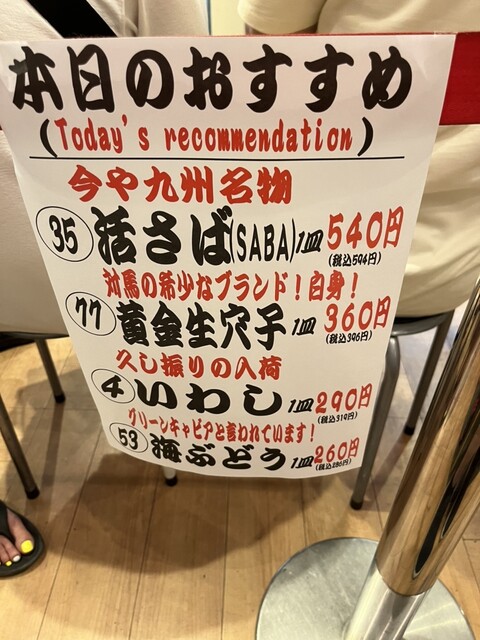 本日のおすすめ
(Today's recommendation)
今や九州名物
35 活さば(SABA) 1皿 540円
(税込594円)
対馬の希少なブランド!白身!
77 黄金生穴子 1皿 360円
(税込396円)
久し振りの入荷
4 いわし 1皿 290円
(税込319円)
グリーンキャビアと言われています!
53 海ぶどう 1皿 260円
(税込286円)